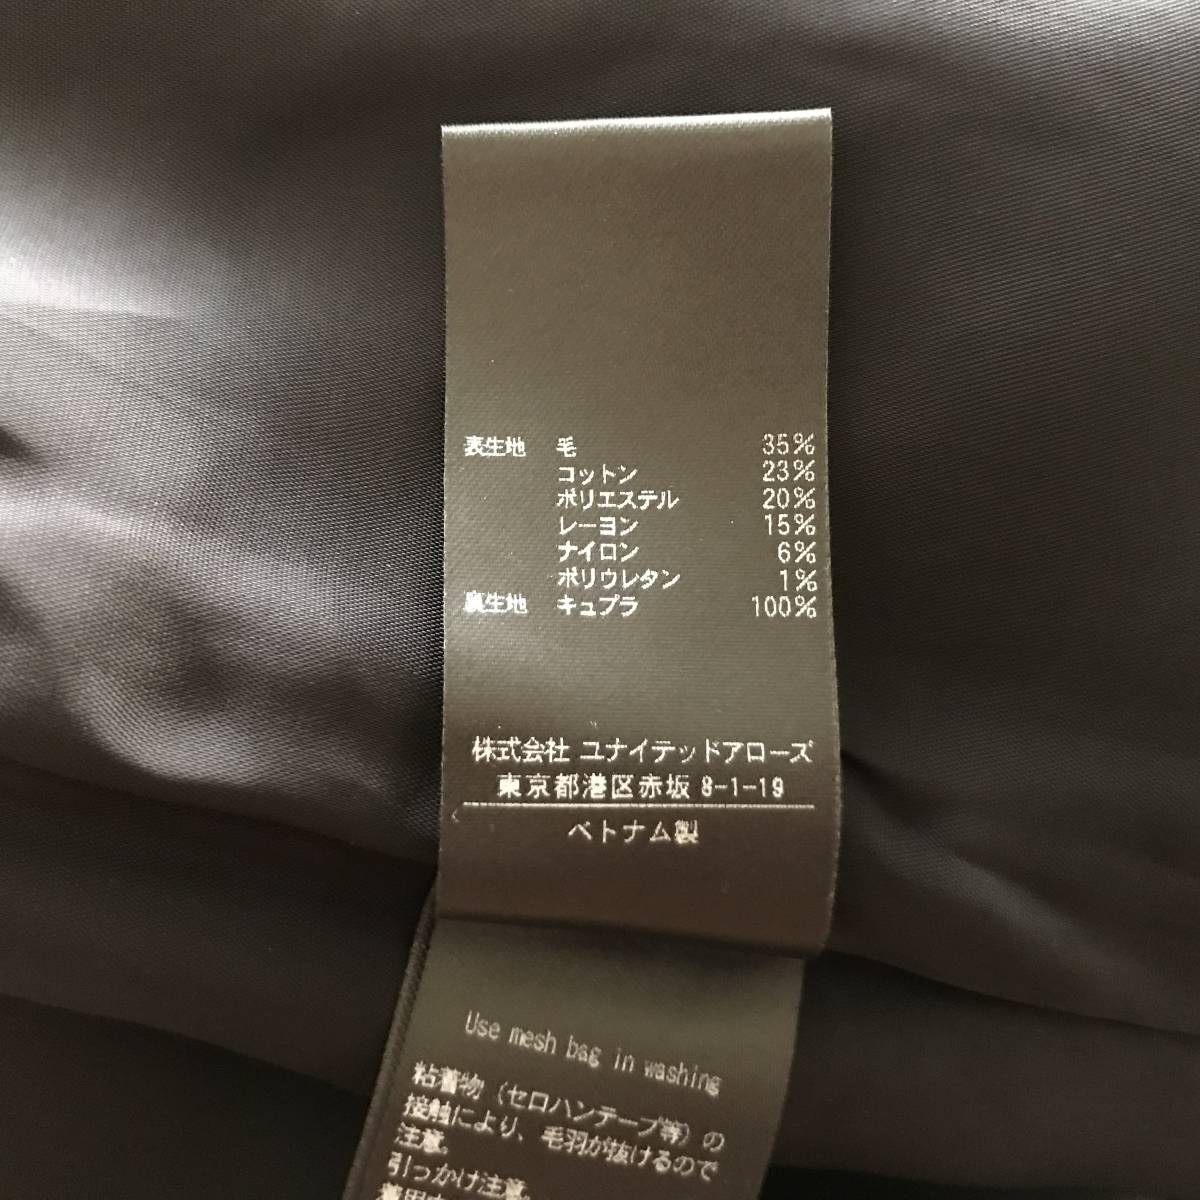 表生地 毛 35%
コットン 23%
ポリエステル 20%
レーヨン 15%
ナイロン 6%
ポリウレタン 1%
裏生地 キュプラ 100%
株式会社 ユナイテッドアローズ
東京都港区赤坂 8-1-19
ベトナム製
Use mesh bag in washing
粘着物(セロハンテープ等)の
接触により、毛羽が抜けるので
注意。
引っかけ注意。